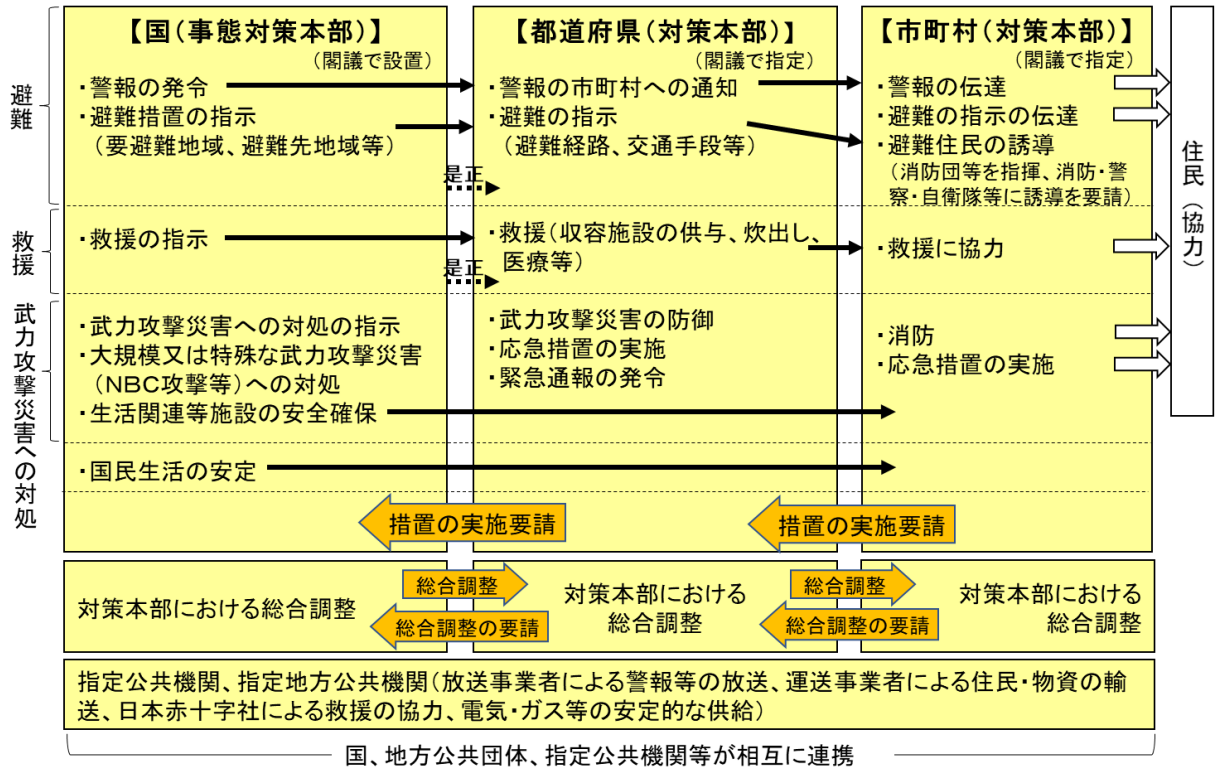 避難
救援
武力攻撃災害への対処
【国(事態対策本部)】
(閣議で設置)
・警報の発令
・避難措置の指示
(要避難地域、避難先地域等)
是正
・救援の指示
是正
・武力攻撃災害への対処の指示
・大規模又は特殊な武力攻撃災害
(NBC攻撃等)への対処
・生活関連等施設の安全確保
・国民生活の安定
【都道府県(対策本部)】
(閣議で指定)
・警報の市町村への通知
・避難の指示
(避難経路、交通手段等)
・救援(収容施設の供与、炊出し、
医療等)
・武力攻撃災害の防御
・応急措置の実施
・緊急通報の発令
【市町村(対策本部)】
(閣議で指定)
・警報の伝達
・避難の指示の伝達
・避難住民の誘導
(消防団等を指揮、消防・警
察・自衛隊等に誘導を要請)
・救援に協力
・消防
・応急措置の実施
住民(協力)
措置の実施要請
措置の実施要請
対策本部における総合調整
総合調整
総合調整の要請
対策本部における
総合調整
総合調整
総合調整の要請
対策本部における
総合調整
指定公共機関、指定地方公共機関(放送事業者による警報等の放送、運送事業者による住民・物資の輸
送、日本赤十字社による救援の協力、電気・ガス等の安定的な供給)
国、地方公共団体、指定公共機関等が相互に連携